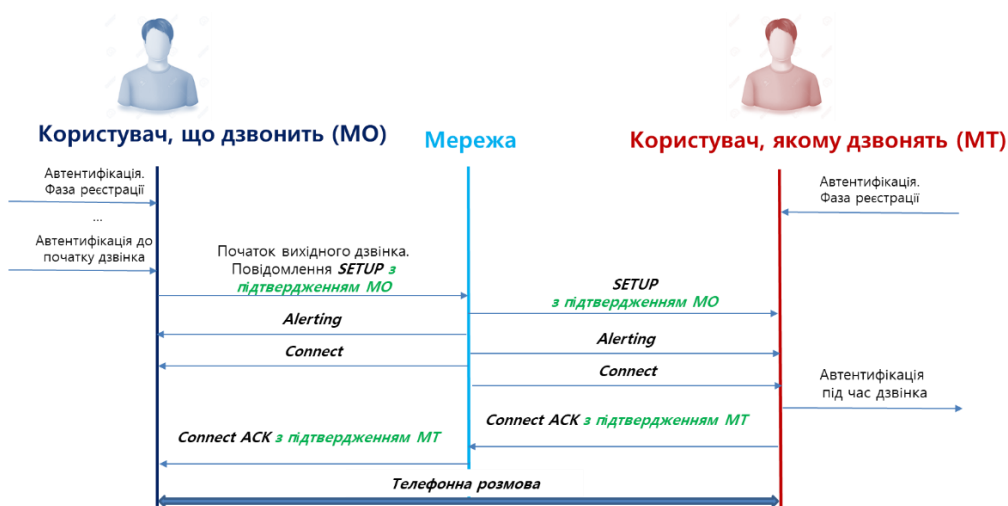 Користувач, що дзвонить (МО)
Мережа
Користувач, якому дзвонять (МТ)
Автентифікація.
Фаза реєстрації
...
Автентифікація до
початку дзвінка
Початок вихідного дзвінка.
Повідомлення SETUP з
підтвердженням МО
Alerting
Connect
Connect ACK з підтвердженням МТ
SETUP
з підтвердженням МО
Alerting
Connect
Connect ACK з підтвердженням МТ
Автентифікація.
Фаза реєстрації
Автентифікація
під час дзвінка
Телефонна розмова